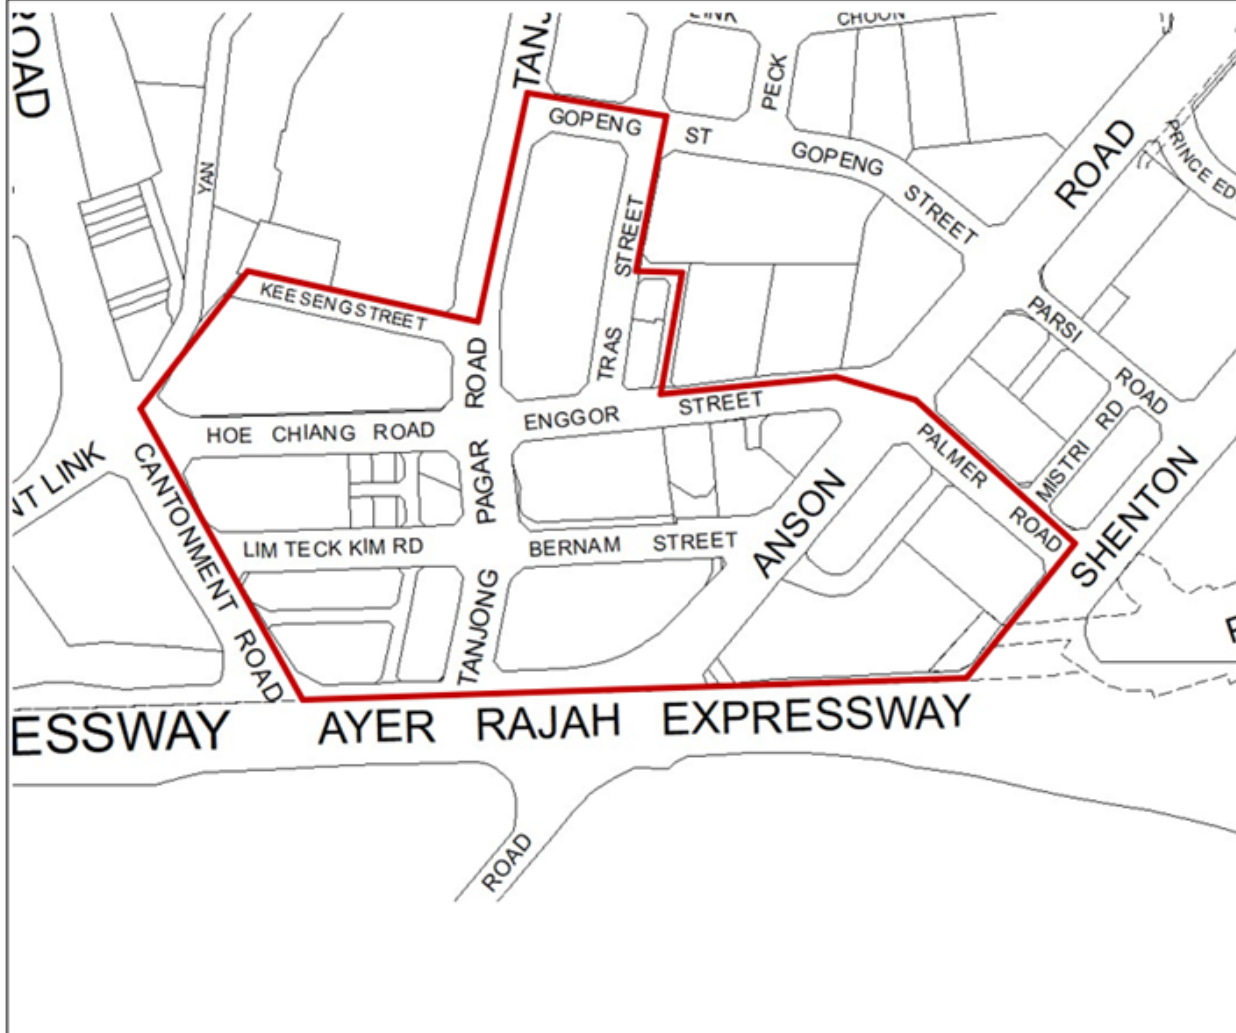 ROAD
TANJ
LINK
CHOON
PECK
GOPENG
ST
GOPENG
STREET
ROAD
PRINCE ED
YAN
STREET
TRAS
KEE SENG STREET
PARSI
ROAD
MISTRI RD
HOE CHIANG ROAD
ENGGOR STREET
TANJONG PAGAR ROAD
PALMER ROAD
NT LINK
CANTONMENT ROAD
LIM TECK KIM RD
BERNAM STREET
ANSON
SHENTON
ESSWAY
AYER RAJAH EXPRESSWAY
ROAD